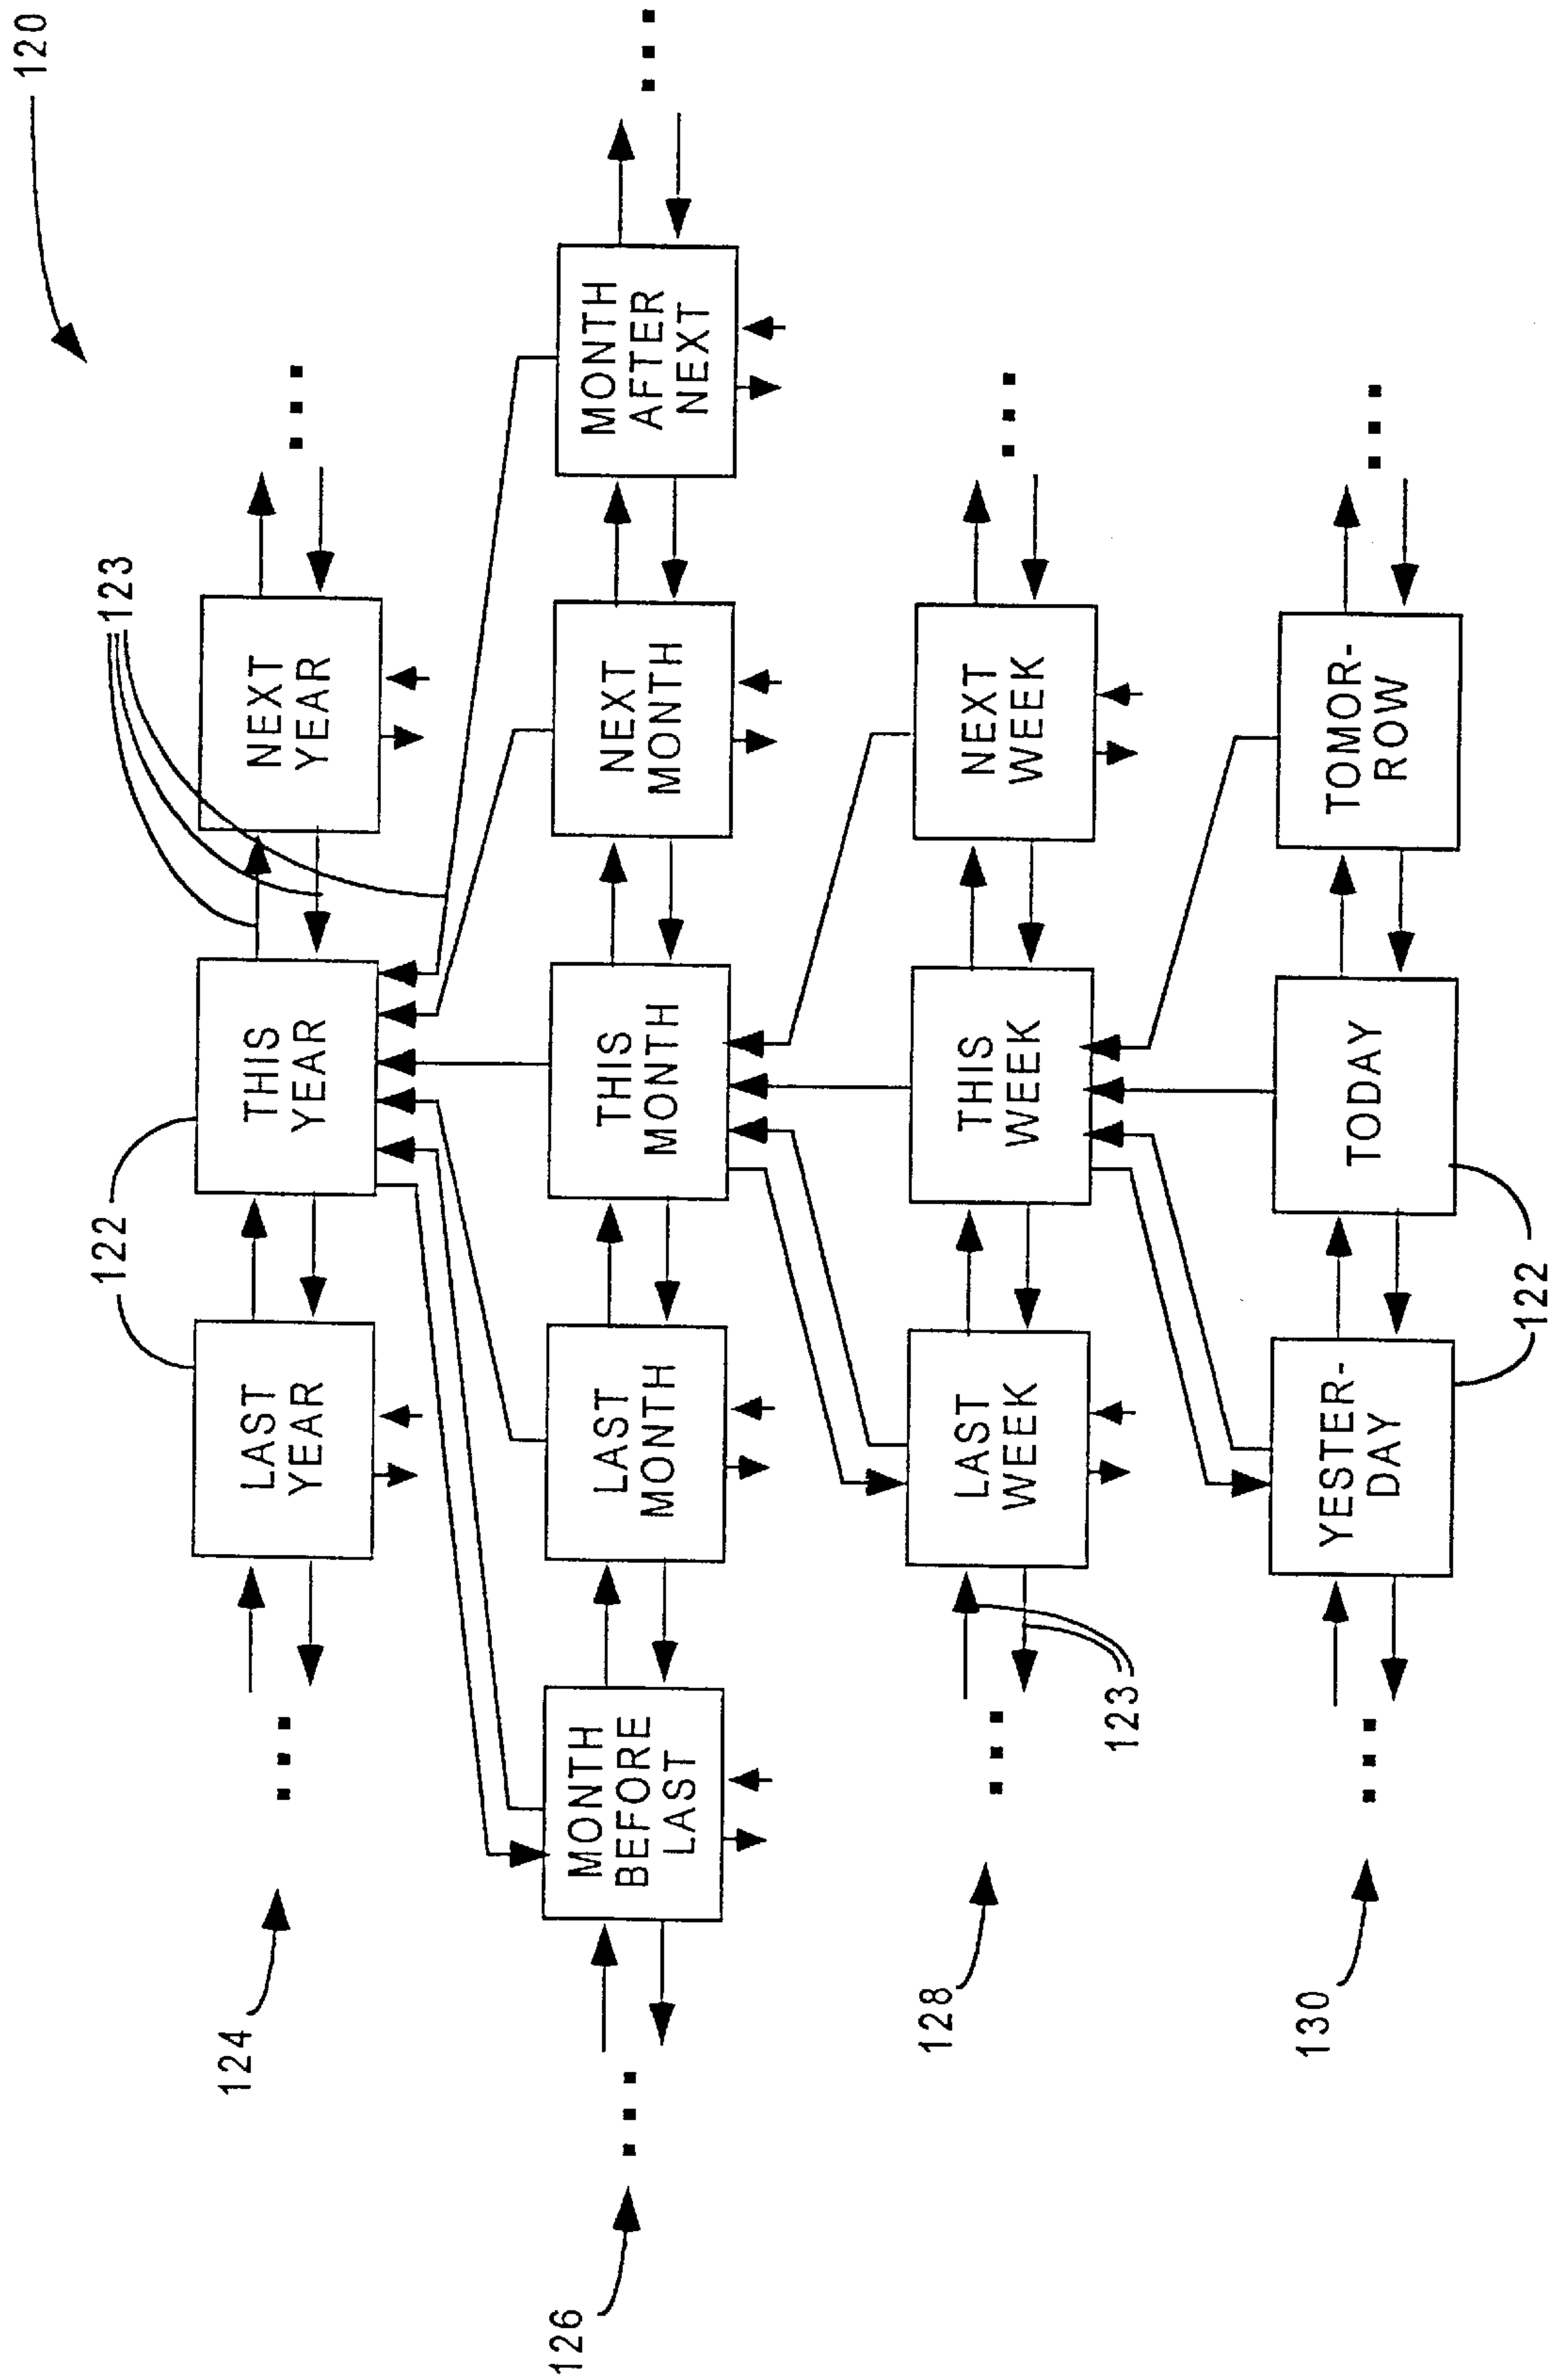 120
123
122
124
LAST
YEAR
THIS
YEAR
NEXT
YEAR
126
MONTH
BEFORE
LAST
LAST
MONTH
THIS
MONTH
NEXT
MONTH
MONTH
AFTER
NEXT
128
LAST
WEEK
THIS
WEEK
NEXT
WEEK
123
130
YESTER-
DAY
TODAY
TOMOR-
ROW
122